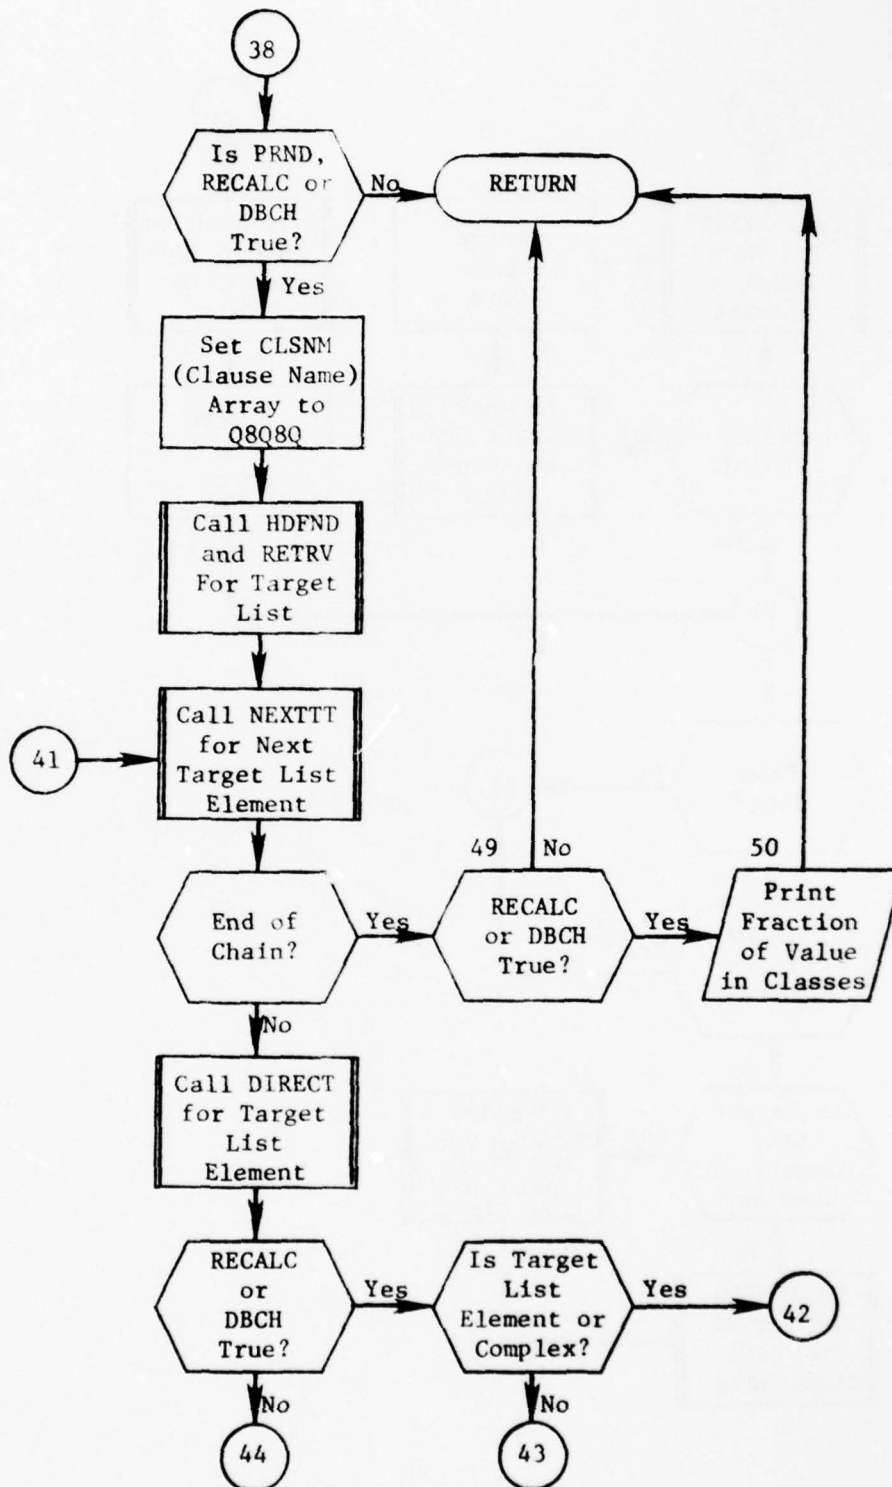 38
Is PRND,
RECALC or
DBCH
True?
No
RETURN
Yes
Set CLSNM
(Clause Name)
Array to
Q8Q8Q
Call HDFND
and RETRV
For Target
List
41
Call NEXTTT
for Next
Target List
Element
End of
Chain?
Yes
49
No
RECALC
or DBCH
True?
Yes
50
Print
Fraction
of Value
in Classes
No
Call DIRECT
for Target
List
Element
RECALC
or
DBCH
True?
Yes
Is Target
List
Element or
Complex?
Yes
42
No
44
No
43